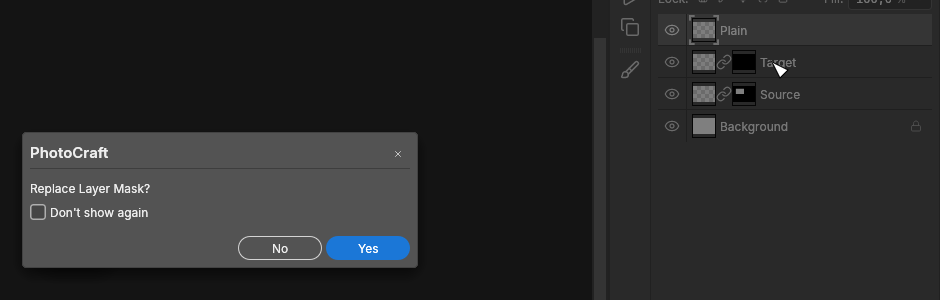 Plain
Target
Source
Background
PhotoCraft
Replace Layer Mask?
Don't show again
No
Yes